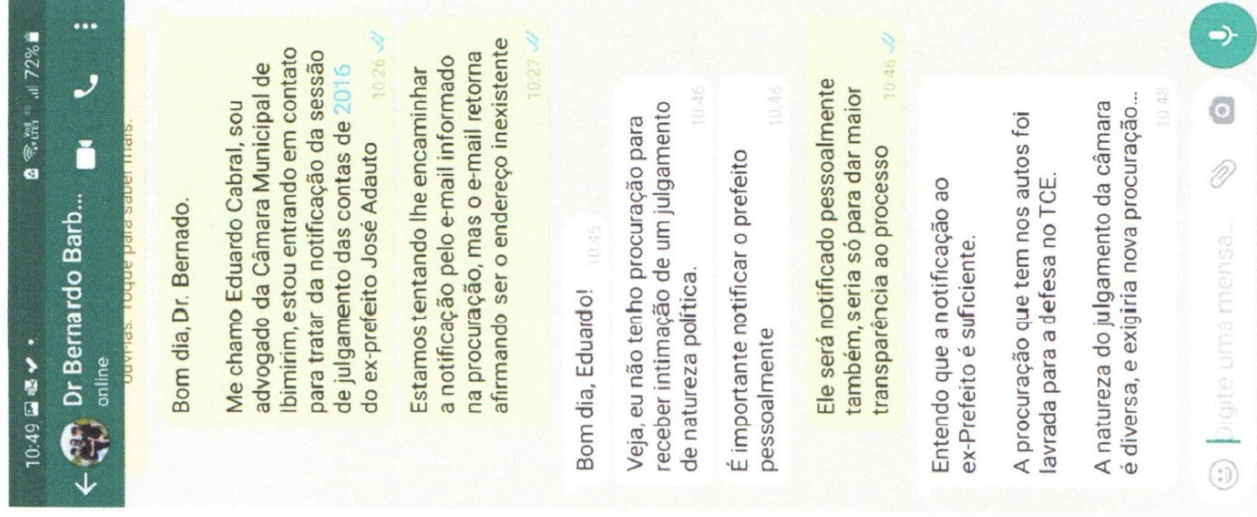 10:49
72%
Dr Bernardo Barb...
online
ouvi-las. Toque para saber mais.
Bom dia, Dr. Bernado.
Me chamo Eduardo Cabral, sou
advogado da Câmara Municipal de
Ibimirim, estou entrando em contato
para tratar da notificação da sessão
de julgamento das contas de 2016
do ex-prefeito José Adauto
10:26
Estamos tentando lhe encaminhar
a notificação pelo e-mail informado
na procuração, mas o e-mail retorna
afirmando ser o endereço inexistente
10:27
Bom dia, Eduardo!
10:45
Veja, eu não tenho procuração para
receber intimação de um julgamento
de natureza política.
10:46
É importante notificar o prefeito
pessoalmente
10:46
Ele será notificado pessoalmente
também, seria só para dar maior
transparência ao processo
10:46
Entendo que a notificação ao
ex-Prefeito é suficiente.
A procuração que tem nos autos foi
lavrada para a defesa no TCE.
A natureza do julgamento da câmara
é diversa, e exigiria nova procuração...
10:48
Digite uma mensa...